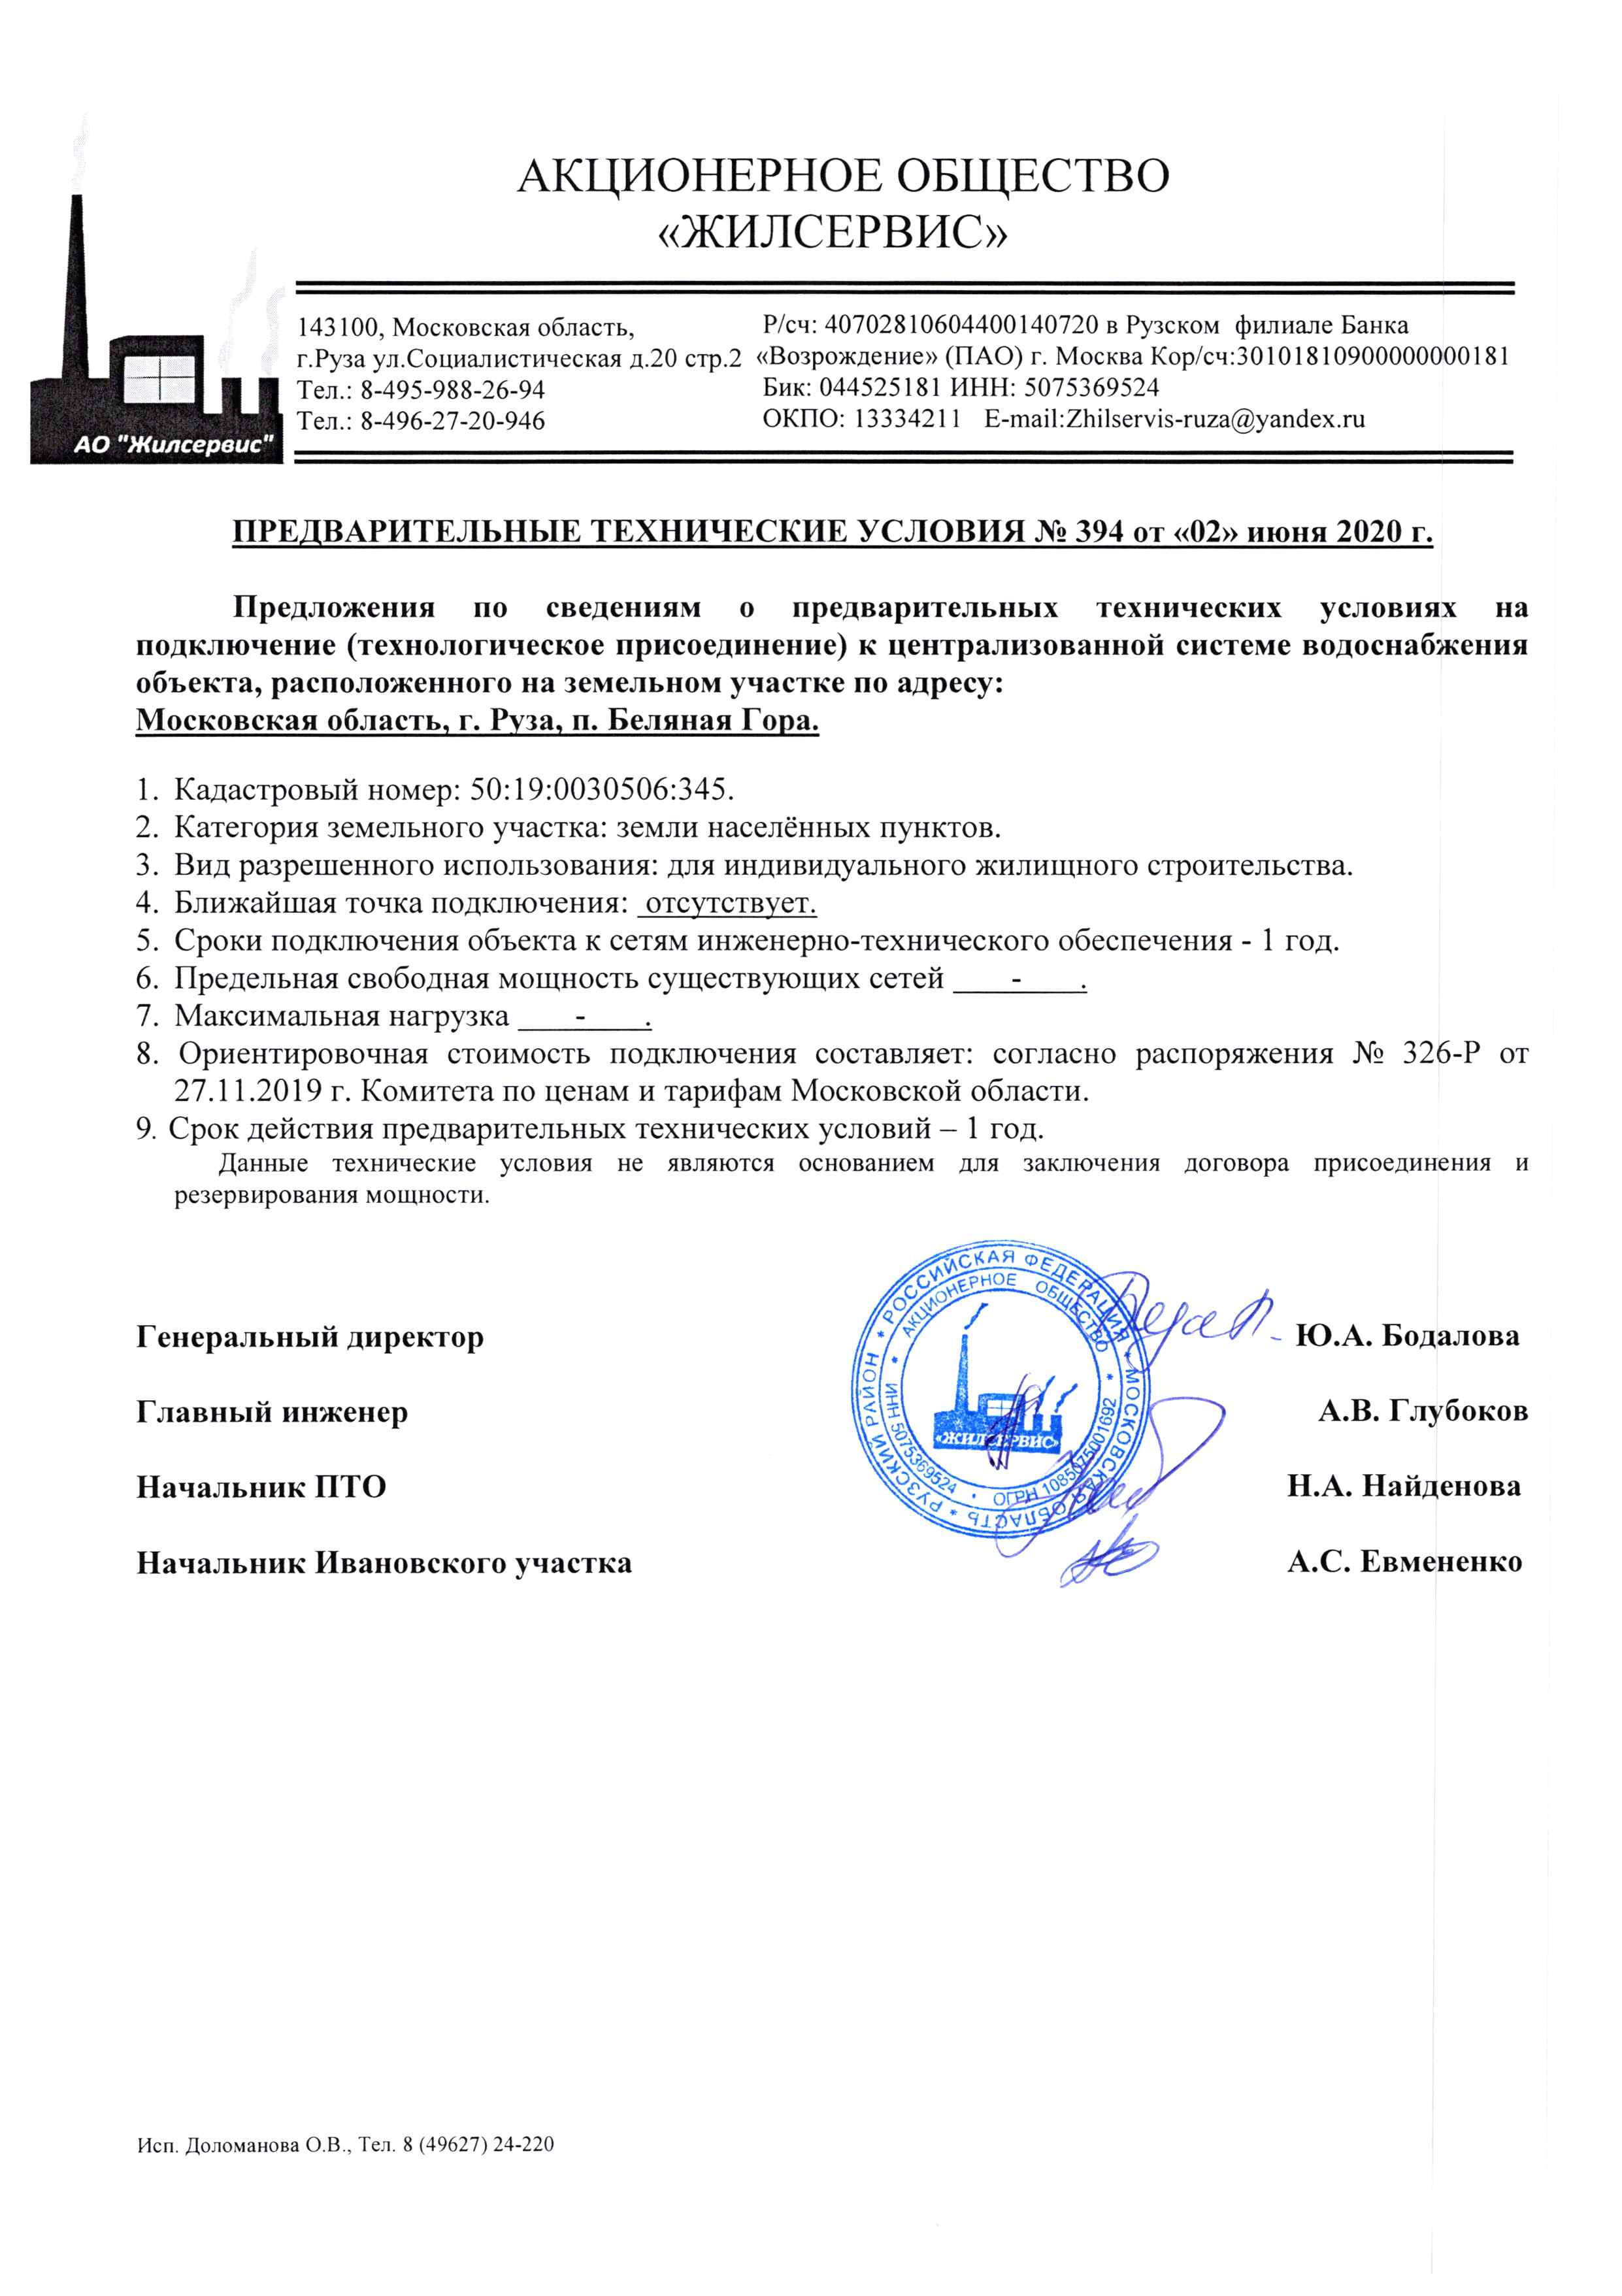 АКЦИОНЕРНОЕ ОБЩЕСТВО
«ЖИЛСЕРВИС»
АО "Жилсервис"
143100, Московская область,
г.Руза ул.Социалистическая д.20 стр.2
Тел.: 8-495-988-26-94
Тел.: 8-496-27-20-946
Р/сч: 40702810604400140720 в Рузском филиале Банка
«Возрождение» (ПАО) г. Москва Кор/сч:30101810900000000181
Бик: 044525181 ИНН: 5075369524
ОКПО: 13334211 E-mail:Zhilservis-ruza@yandex.ru
ПРЕДВАРИТЕЛЬНЫЕ ТЕХНИЧЕСКИЕ УСЛОВИЯ № 394 от «02» июня 2020 г.
Предложения по сведениям о предварительных технических условиях на
подключение (технологическое присоединение) к централизованной системе водоснабжения
объекта, расположенного на земельном участке по адресу:
Московская область, г. Руза, п. Беляная Гора.
1. Кадастровый номер: 50:19:0030506:345.
2. Категория земельного участка: земли населённых пунктов.
3. Вид разрешенного использования: для индивидуального жилищного строительства.
4. Ближайшая точка подключения: отсутствует.
5. Сроки подключения объекта к сетям инженерно-технического обеспечения - 1 год.
6. Предельная свободная мощность существующих сетей ____-____.
7. Максимальная нагрузка ____-____.
8. Ориентировочная стоимость подключения составляет: согласно распоряжения № 326-Р от
27.11.2019 г. Комитета по ценам и тарифам Московской области.
9. Срок действия предварительных технических условий – 1 год.
Данные технические условия не являются основанием для заключения договора присоединения и
резервирования мощности.
Генеральный директор Ю.А. Бодалова
Главный инженер А.В. Глубоков
Начальник ПТО Н.А. Найденова
Начальник Ивановского участка А.С. Евмененко
* РОССИЙСКАЯ ФЕДЕРАЦИЯ * МОСКОВСКАЯ ОБЛАСТЬ * РУЗСКИЙ РАЙОН
* АКЦИОНЕРНОЕ ОБЩЕСТВО *
ОГРН 1085075001692 • ИНН 5075369524
«ЖИЛСЕРВИС»
Исп. Доломанова О.В., Тел. 8 (49627) 24-220